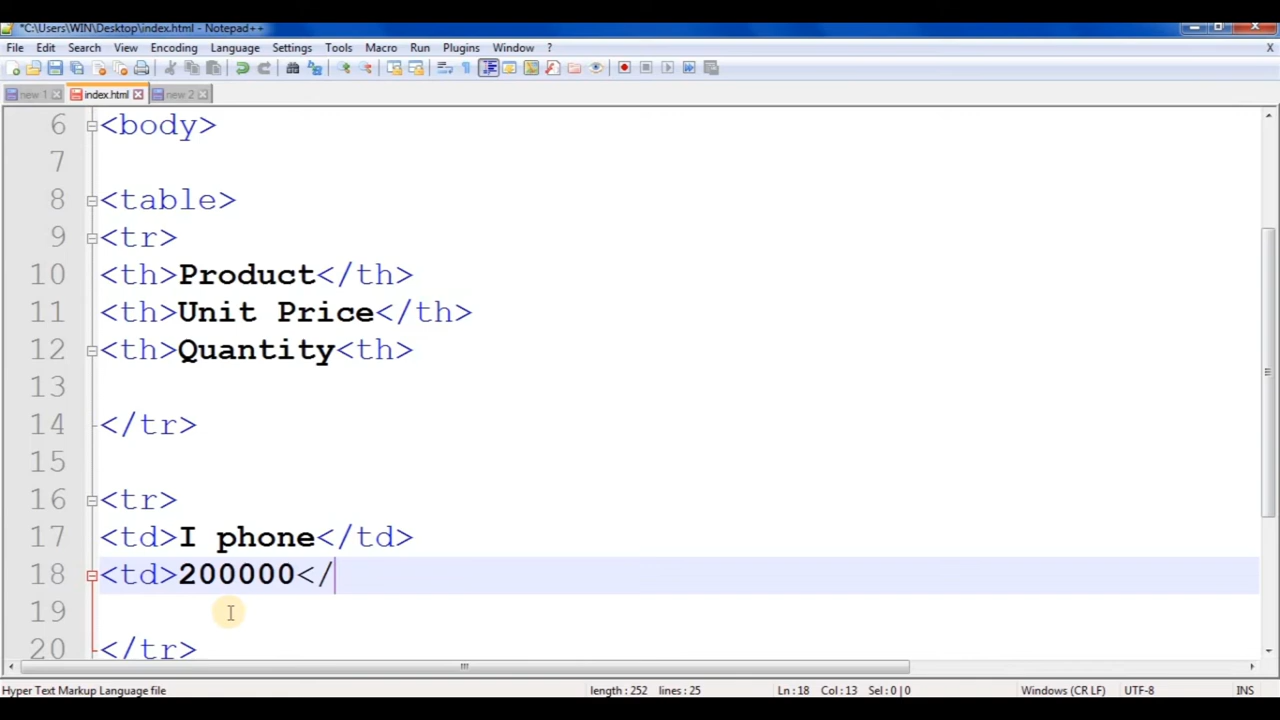 *C:\Users\WIN\Desktop\index.html - Notepad++
File Edit Search View Encoding Language Settings Tools Macro Run Plugins Window ? X
new 1 index.html new 2
6 <body>
7
8 <table>
9 <tr>
10 <th>Product</th>
11 <th>Unit Price</th>
12 <th>Quantity<th>
13
14 </tr>
15
16 <tr>
17 <td>I phone</td>
18 <td>200000</
19
20 </tr>
Hyper Text Markup Language file length : 252 lines : 25 Ln : 18 Col : 13 Sel : 0 | 0 Windows (CR LF) UTF-8 INS